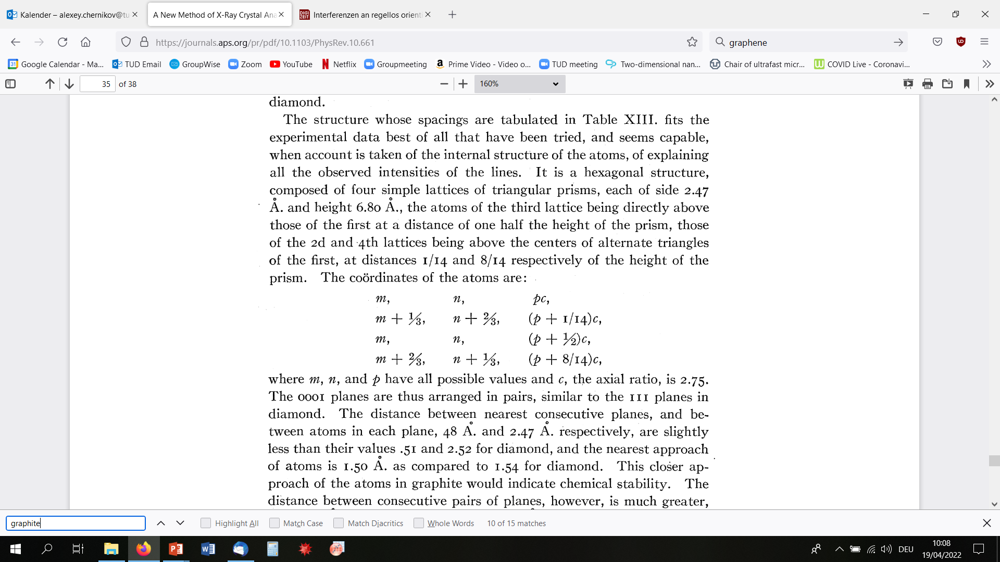 Kalender – alexey.chernikov@tu
A New Method of X-Ray Crystal Ana
Interferenzen an regellos orient
https://journals.aps.org/pr/pdf/10.1103/PhysRev.10.661
graphene
Google Calendar - Ma...
TUD Email
GroupWise
Zoom
YouTube
Netflix
Groupmeeting
Prime Video - Video o...
TUD meeting
Two-dimensional nan...
Chair of ultrafast micr...
COVID Live - Coronavi...
35 of 38
160%
diamond.
The structure whose spacings are tabulated in Table XIII. fits the
experimental data best of all that have been tried, and seems capable,
when account is taken of the internal structure of the atoms, of explaining
all the observed intensities of the lines. It is a hexagonal structure,
composed of four simple lattices of triangular prisms, each of side 2.47
Å. and height 6.80 Å., the atoms of the third lattice being directly above
those of the first at a distance of one half the height of the prism, those
of the 2d and 4th lattices being above the centers of alternate triangles
of the first, at distances 1/14 and 8/14 respectively of the height of the
prism. The coördinates of the atoms are:
m, n, pc,
m + ⅓, n + ⅔, (p + 1/14)c,
m, n, (p + ½)c,
m + ⅔, n + ⅓, (p + 8/14)c,
where m, n, and p have all possible values and c, the axial ratio, is 2.75.
The 0001 planes are thus arranged in pairs, similar to the 111 planes in
diamond. The distance between nearest consecutive planes, and be-
tween atoms in each plane, 48 Å. and 2.47 Å. respectively, are slightly
less than their values .51 and 2.52 for diamond, and the nearest approach
of atoms is 1.50 Å. as compared to 1.54 for diamond. This closer ap-
proach of the atoms in graphite would indicate chemical stability. The
distance between consecutive pairs of planes, however, is much greater,
graphite
Highlight All
Match Case
Match Diacritics
Whole Words
10 of 15 matches
DEU
10:08
19/04/2022